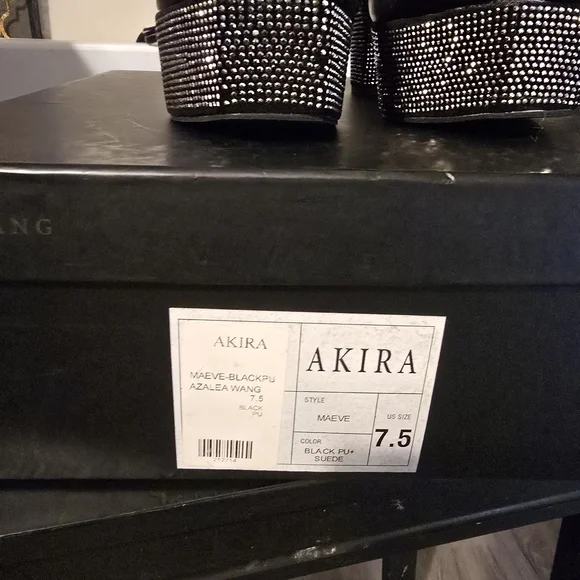 ANG
AKIRA
MAEVE-BLACKPU
AZALEA WANG
7.5
BLACK
PU
AKIRA
STYLE
MAEVE
US SIZE
7.5
COLOR
BLACK PU+
SUEDE